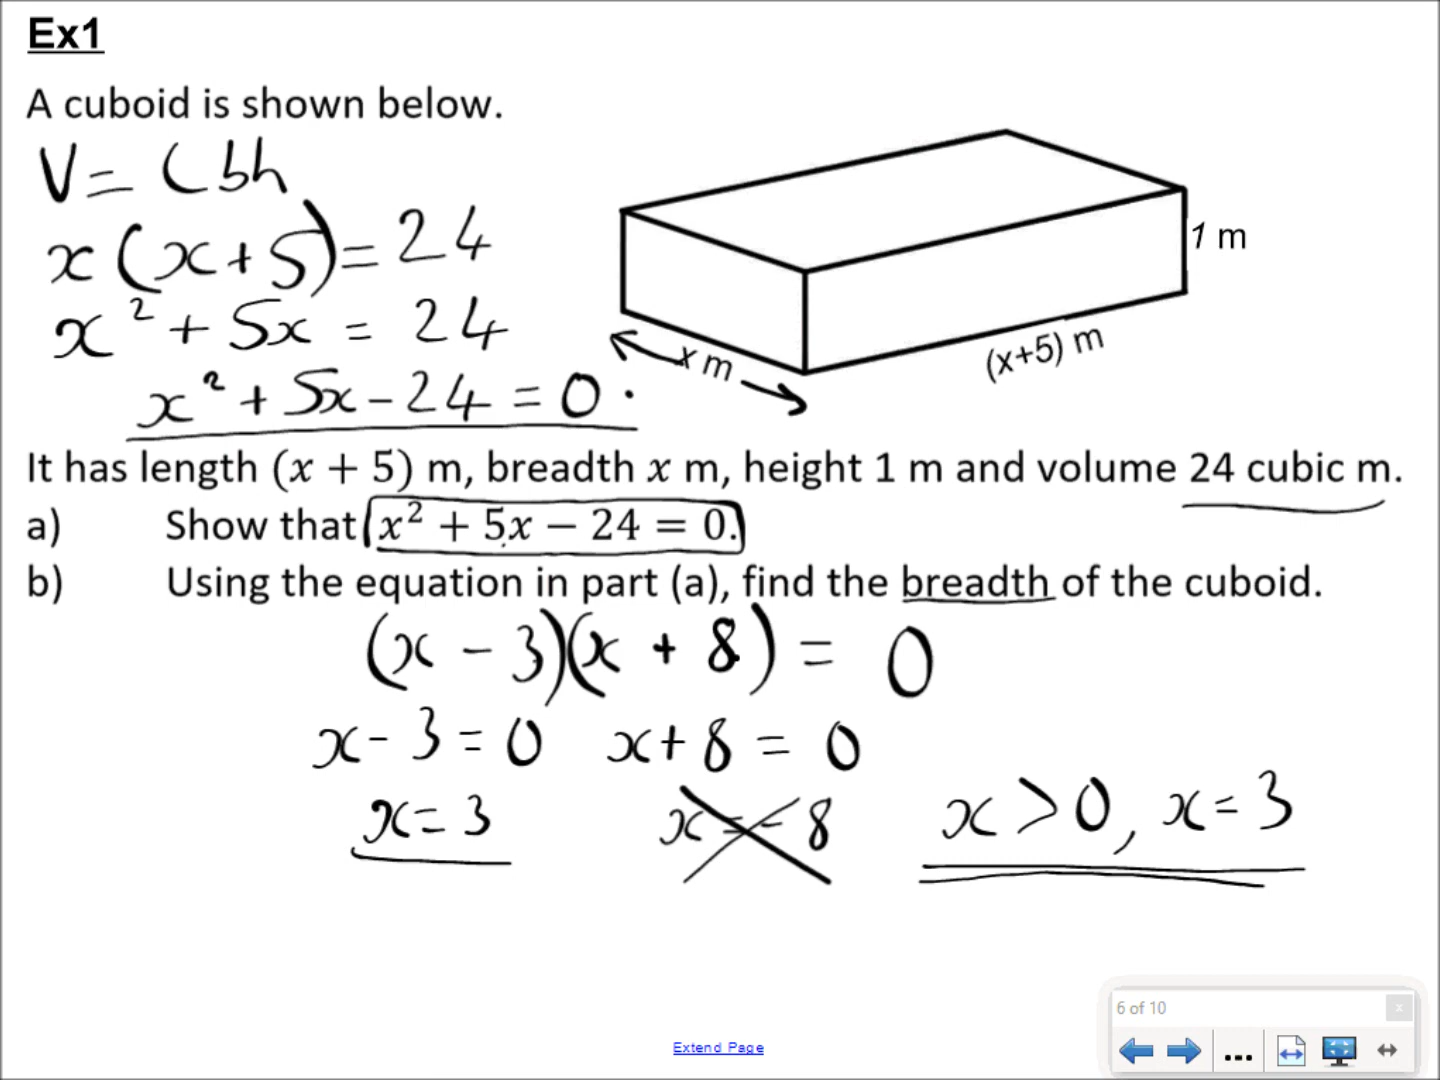 Ex1
A cuboid is shown below.
V = lbh
x(x+5) = 24
x² + 5x = 24
x² + 5x - 24 = 0.
1 m
x m
(x+5) m
It has length (x + 5) m, breadth x m, height 1 m and volume 24 cubic m.
a) Show that x² + 5x − 24 = 0.
b) Using the equation in part (a), find the breadth of the cuboid.
(x - 3)(x + 8) = 0
x - 3 = 0 x + 8 = 0
x = 3 x = -8 x > 0, x = 3
6 of 10
x
...
Extend Page